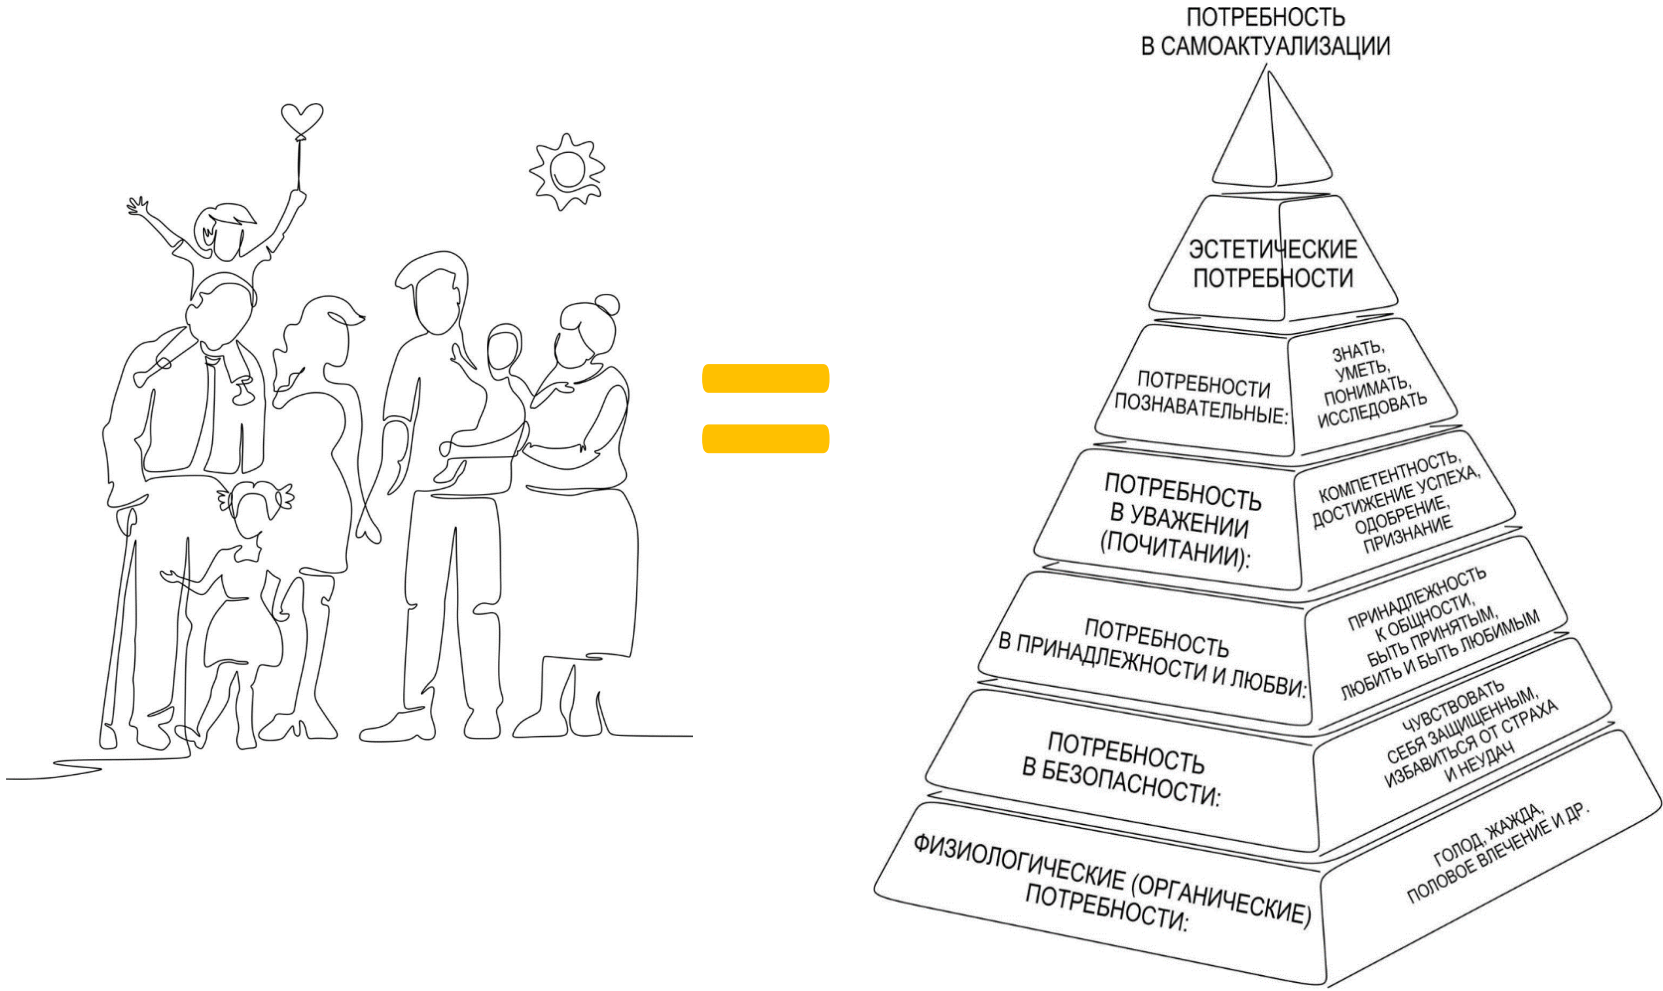 ПОТРЕБНОСТЬ
В САМОАКТУАЛИЗАЦИИ
ЭСТЕТИЧЕСКИЕ
ПОТРЕБНОСТИ
ПОТРЕБНОСТИ
ПОЗНАВАТЕЛЬНЫЕ:
ЗНАТЬ,
УМЕТЬ,
ПОНИМАТЬ,
ИССЛЕДОВАТЬ
ПОТРЕБНОСТЬ
В УВАЖЕНИИ
(ПОЧИТАНИИ):
КОМПЕТЕНТНОСТЬ,
ДОСТИЖЕНИЕ УСПЕХА,
ОДОБРЕНИЕ,
ПРИЗНАНИЕ
ПОТРЕБНОСТЬ
В ПРИНАДЛЕЖНОСТИ И ЛЮБВИ:
ПРИНАДЛЕЖНОСТЬ
К ОБЩНОСТИ,
БЫТЬ ПРИНЯТЫМ,
ЛЮБИТЬ И БЫТЬ ЛЮБИМЫМ
ПОТРЕБНОСТЬ
В БЕЗОПАСНОСТИ:
ЧУВСТВОВАТЬ
СЕБЯ ЗАЩИЩЕННЫМ,
ИЗБАВИТЬСЯ ОТ СТРАХА
И НЕУДАЧ
ФИЗИОЛОГИЧЕСКИЕ (ОРГАНИЧЕСКИЕ)
ПОТРЕБНОСТИ:
ГОЛОД, ЖАЖДА,
ПОЛОВОЕ ВЛЕЧЕНИЕ И ДР.